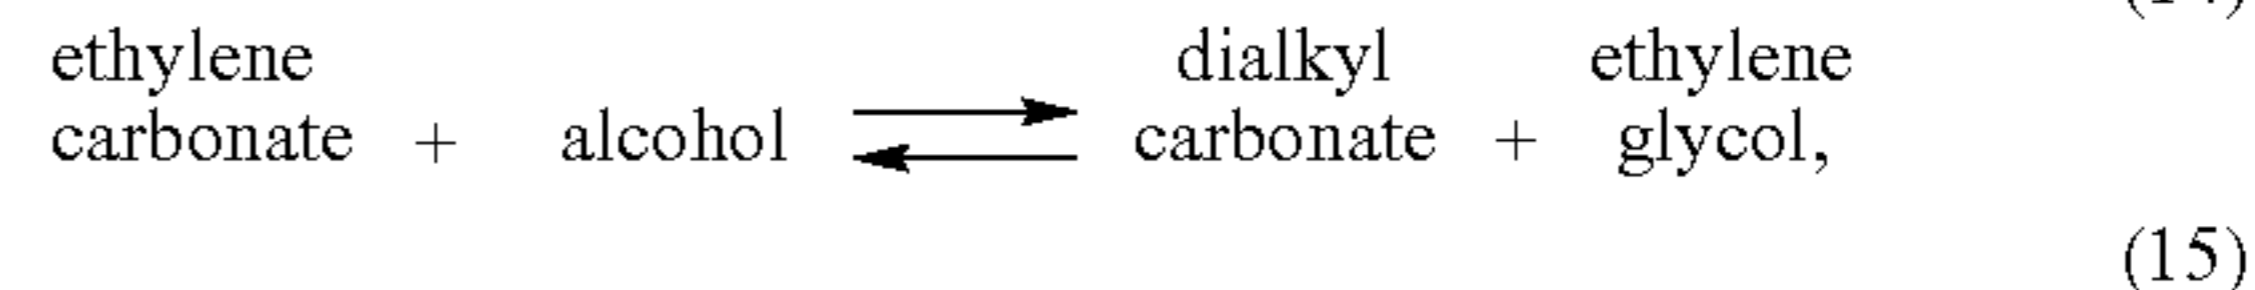 ethylene dialkyl ethylene
carbonate + alcohol ⇌ carbonate + glycol,
(15)